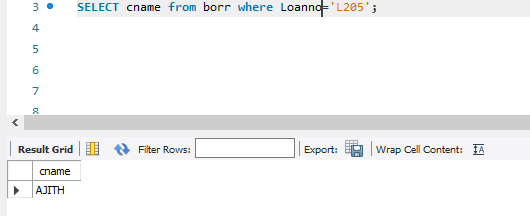 3 SELECT cname from borr where Loanno='L205';
4
5
6
7
8
Result Grid Filter Rows: Export: Wrap Cell Content: IA
cname
AJITH